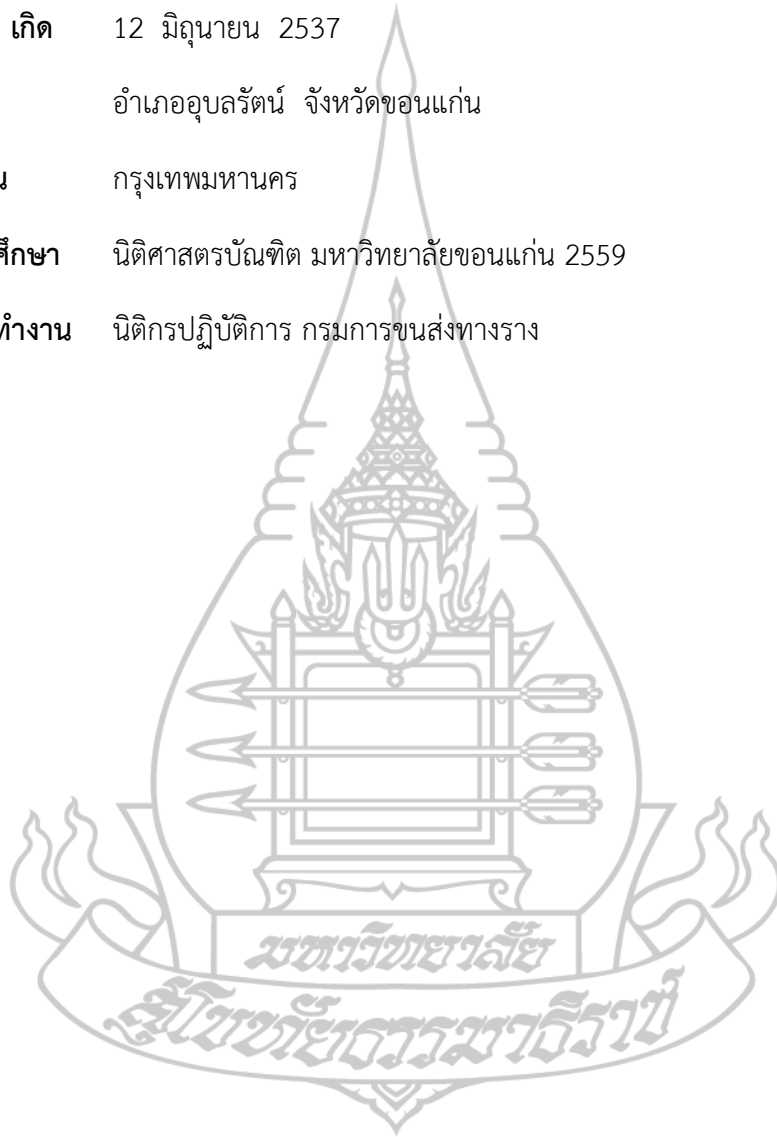 เกิด 12 มิถุนายน 2537
อำเภออุบลรัตน์ จังหวัดขอนแก่น
น กรุงเทพมหานคร
ศึกษา นิติศาสตรบัณฑิต มหาวิทยาลัยขอนแก่น 2559
ทำงาน นิติกรปฏิบัติการ กรมการขนส่งทางราง
มหาวิทยาลัย
สุโขทัยธรรมาธิราช